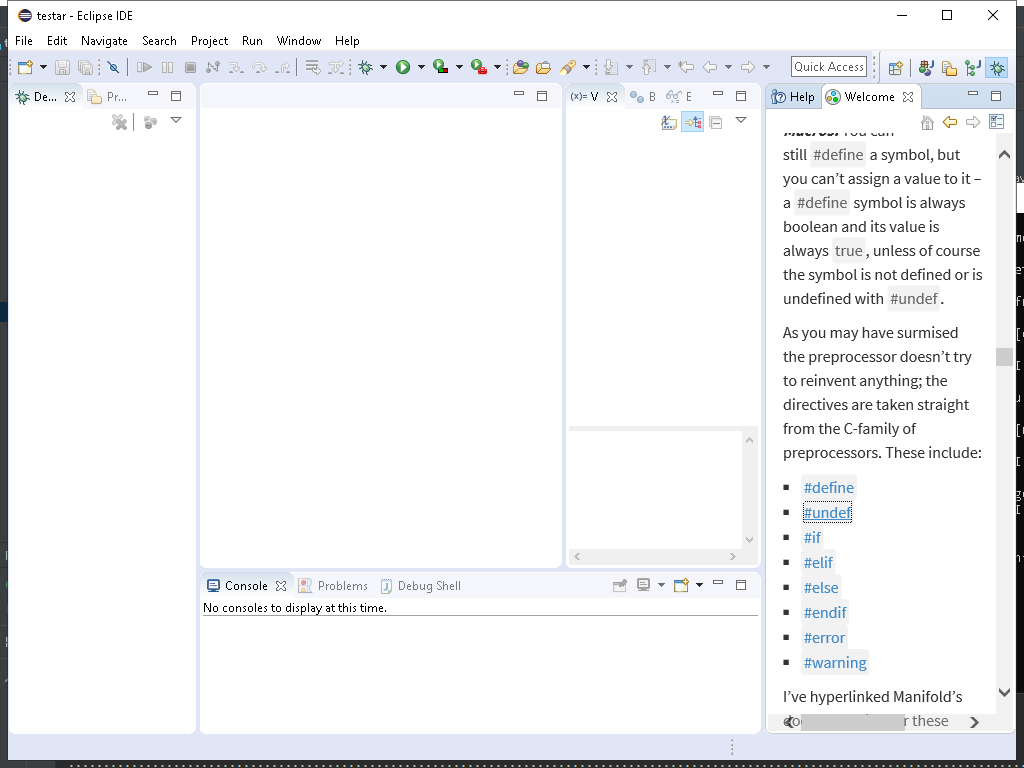 testar - Eclipse IDE
File Edit Navigate Search Project Run Window Help
Quick Access
De... Pr...
(x)= V B E
Help Welcome
Macros. You can
still #define a symbol, but
you can’t assign a value to it –
a #define symbol is always
boolean and its value is
always true, unless of course
the symbol is not defined or is
undefined with #undef.
As you may have surmised
the preprocessor doesn’t try
to reinvent anything; the
directives are taken straight
from the C-family of
preprocessors. These include:
#define
#undef
#if
#elif
#else
#endif
#error
#warning
I’ve hyperlinked Manifold’s
these
Console Problems Debug Shell
No consoles to display at this time.